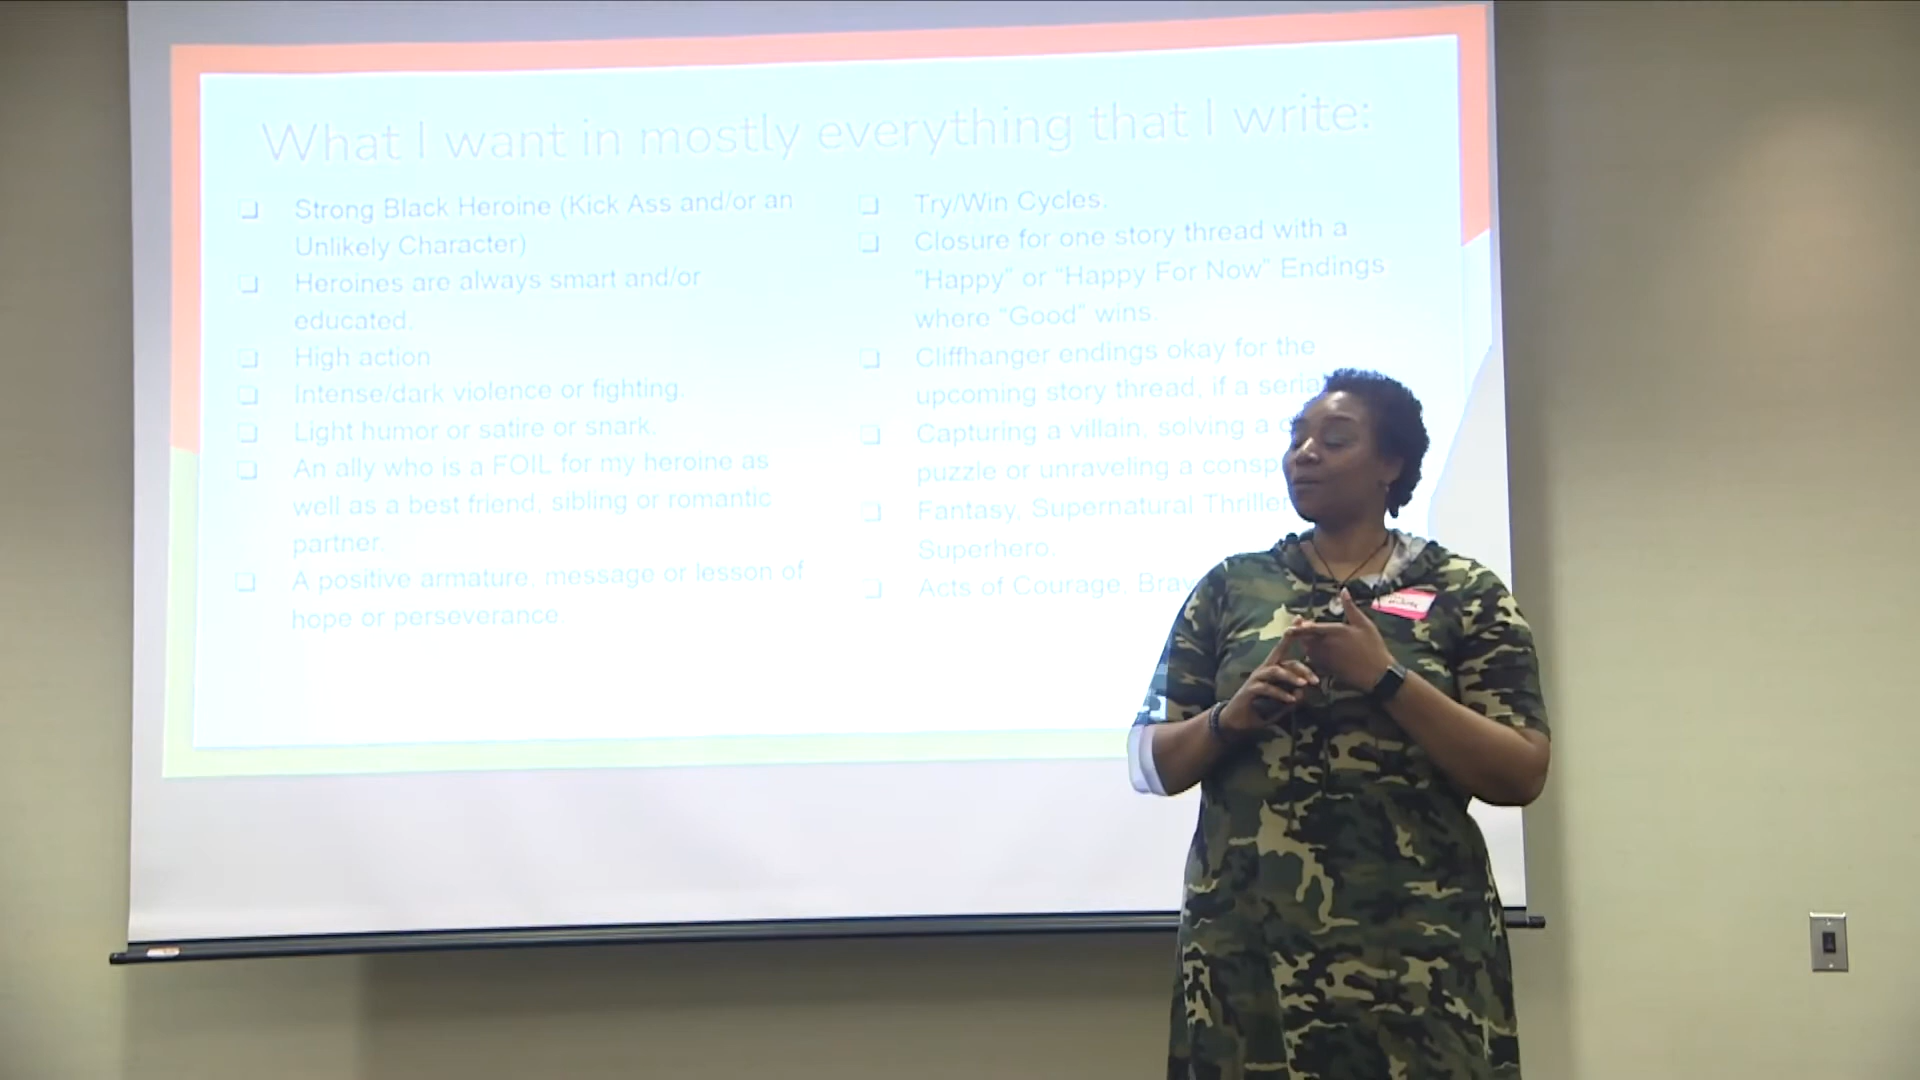 What I want in mostly everything that I write:
Strong Black Heroine (Kick Ass and/or an
Unlikely Character)
Heroines are always smart and/or
educated.
High action
Intense/dark violence or fighting.
Light humor or satire or snark.
An ally who is a FOIL for my heroine as
well as a best friend, sibling or romantic
partner.
A positive armature, message or lesson of
hope or perseverance.
Try/Win Cycles.
Closure for one story thread with a
"Happy" or "Happy For Now" Endings
where "Good" wins.
Cliffhanger endings okay for the
upcoming story thread, if a
Capturing a villain, solving a
puzzle or unraveling a
Fantasy, Supernatural Thriller
Superhero.
Acts of Courage,